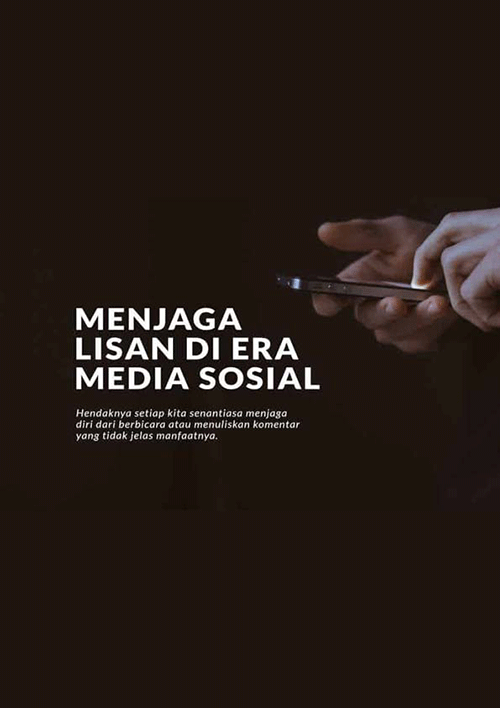 MENJAGA
LISAN DI ERA
MEDIA SOSIAL
Hendaknya setiap kita senantiasa menjaga
diri dari berbicara atau menuliskan komentar
yang tidak jelas manfaatnya.